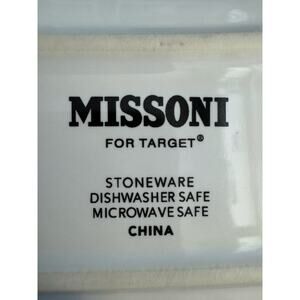 MISSONI
FOR TARGET®
STONEWARE
DISHWASHER SAFE
MICROWAVE SAFE
CHINA